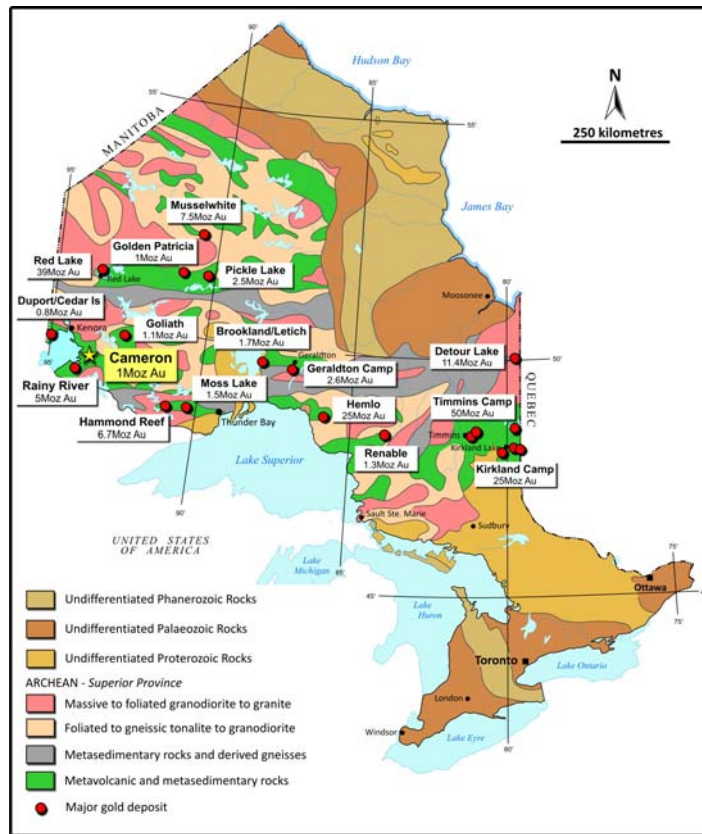 90°
Hudson Bay
85°
N
55°
55°
250 kilometres
MANITOBA
95°
James Bay
Musselwhite
7.5Moz Au
Golden Patricia
1Moz Au
Red Lake
39Moz Au
Red Lake
Pickle Lake
2.5Moz Au
80°
Moosonee
Duport/Cedar Is
0.8Moz Au
Kenora
Goliath
1.1Moz Au
Brookland/Letich
1.7Moz Au
Geraldton
Detour Lake
11.4Moz Au
50°
95°
Cameron
1Moz Au
Geraldton Camp
2.6Moz Au
QUEBEC
Rainy River
5Moz Au
Moss Lake
1.5Moz Au
Hemlo
25Moz Au
Timmins Camp
50Moz Au
Hammond Reef
6.7Moz Au
Thunder Bay
Timmins
Kirkland Lake
Renable
1.3Moz Au
Kirkland Camp
25Moz Au
Lake Superior
90°
Sault Ste. Marie
Sudbury
UNITED STATES
OF AMERICA
Lake
Michigan
85°
75°
Ottawa
45°
45°
75°
Lake
Huron
Toronto
Lake Ontario
London
Windsor
Lake Eyre
80°
Undifferentiated Phanerozoic Rocks
Undifferentiated Palaeozoic Rocks
Undifferentiated Proterozoic Rocks
ARCHEAN - Superior Province
Massive to foliated granodiorite to granite
Foliated to gneissic tonalite to granodiorite
Metasedimentary rocks and derived gneisses
Metavolcanic and metasedimentary rocks
Major gold deposit